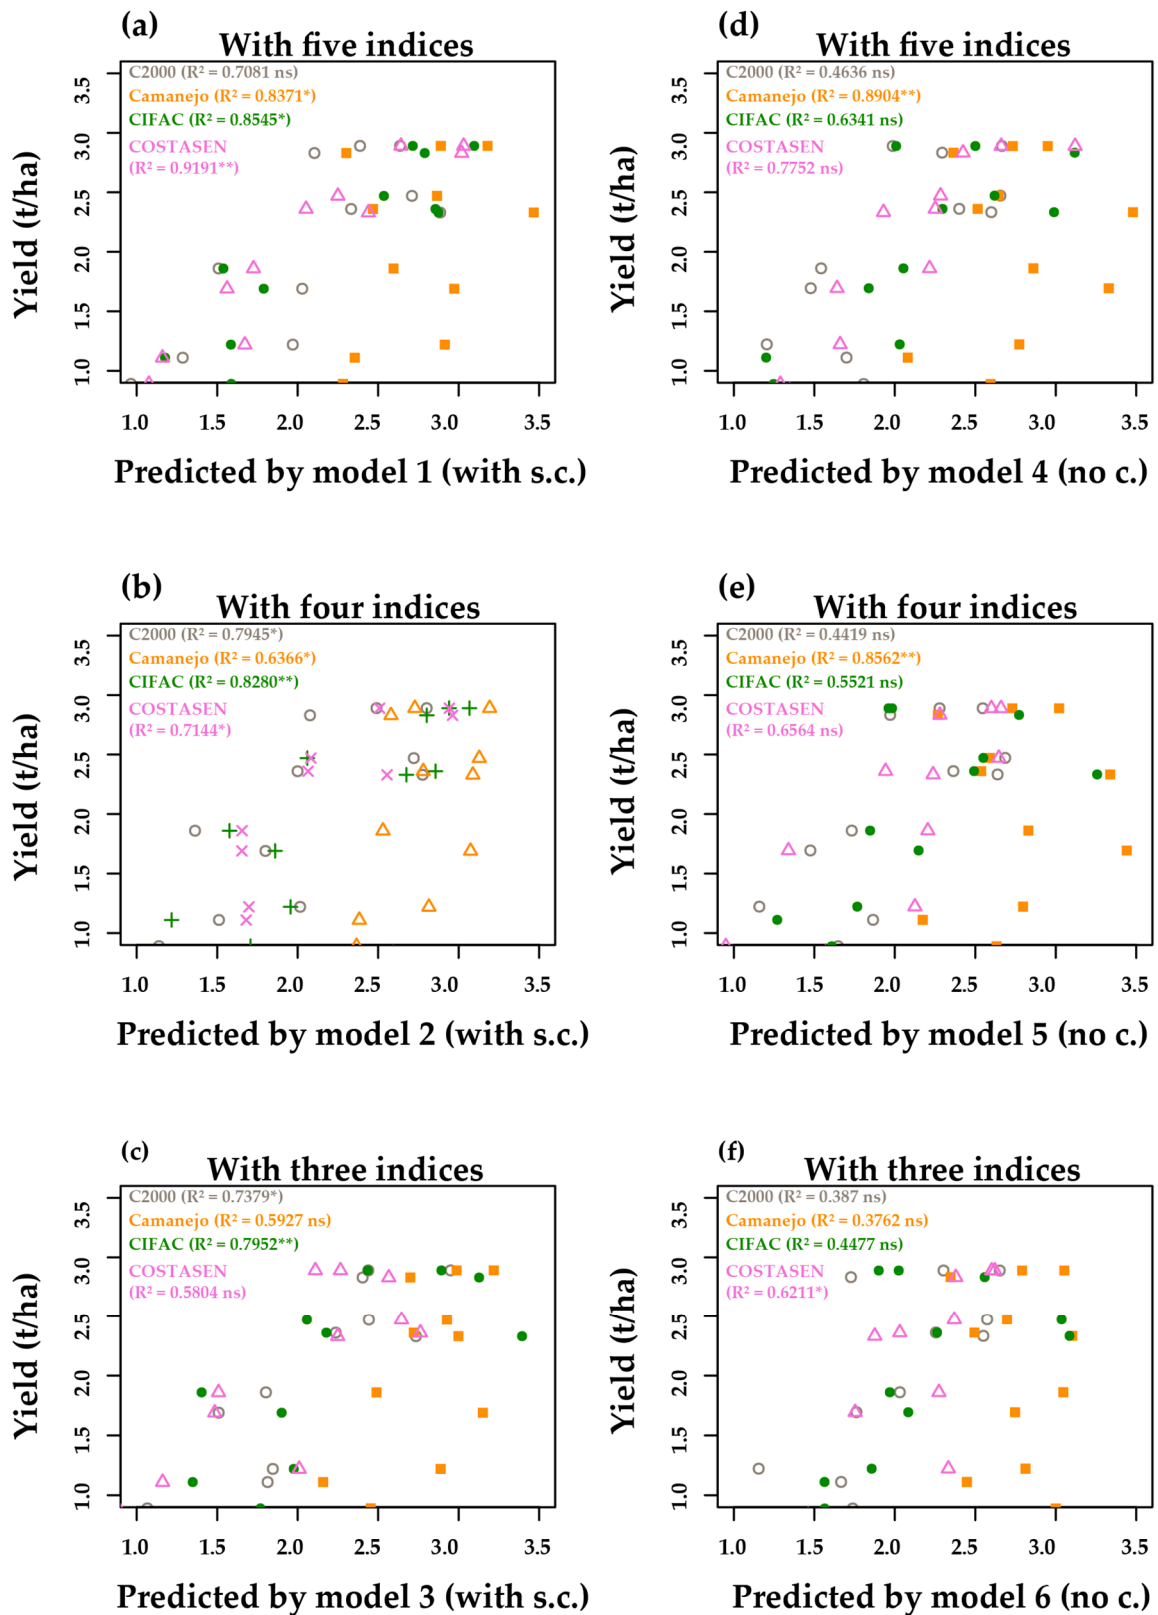 (a)
With five indices
C2000 (R² = 0.7081 ns)
Camanejo (R² = 0.8371*)
CIFAC (R² = 0.8545*)
COSTASEN
(R² = 0.9191**)
Yield (t/ha)
3.5
3.0
2.5
2.0
1.5
1.0
1.0 1.5 2.0 2.5 3.0 3.5
Predicted by model 1 (with s.c.)
(d)
With five indices
C2000 (R² = 0.4636 ns)
Camanejo (R² = 0.8904**)
CIFAC (R² = 0.6341 ns)
COSTASEN
(R² = 0.7752 ns)
Yield (t/ha)
3.5
3.0
2.5
2.0
1.5
1.0
1.0 1.5 2.0 2.5 3.0 3.5
Predicted by model 4 (no c.)
(b)
With four indices
C2000 (R² = 0.7945*)
Camanejo (R² = 0.6366*)
CIFAC (R² = 0.8280**)
COSTASEN
(R² = 0.7144*)
Yield (t/ha)
3.5
3.0
2.5
2.0
1.5
1.0
1.0 1.5 2.0 2.5 3.0 3.5
Predicted by model 2 (with s.c.)
(e)
With four indices
C2000 (R² = 0.4419 ns)
Camanejo (R² = 0.8562**)
CIFAC (R² = 0.5521 ns)
COSTASEN
(R² = 0.6564 ns)
Yield (t/ha)
3.5
3.0
2.5
2.0
1.5
1.0
1.0 1.5 2.0 2.5 3.0 3.5
Predicted by model 5 (no c.)
(c)
With three indices
C2000 (R² = 0.7379*)
Camanejo (R² = 0.5927 ns)
CIFAC (R² = 0.7952**)
COSTASEN
(R² = 0.5804 ns)
Yield (t/ha)
3.5
3.0
2.5
2.0
1.5
1.0
1.0 1.5 2.0 2.5 3.0 3.5
Predicted by model 3 (with s.c.)
(f)
With three indices
C2000 (R² = 0.387 ns)
Camanejo (R² = 0.3762 ns)
CIFAC (R² = 0.4477 ns)
COSTASEN
(R² = 0.6211*)
Yield (t/ha)
3.5
3.0
2.5
2.0
1.5
1.0
1.0 1.5 2.0 2.5 3.0 3.5
Predicted by model 6 (no c.)